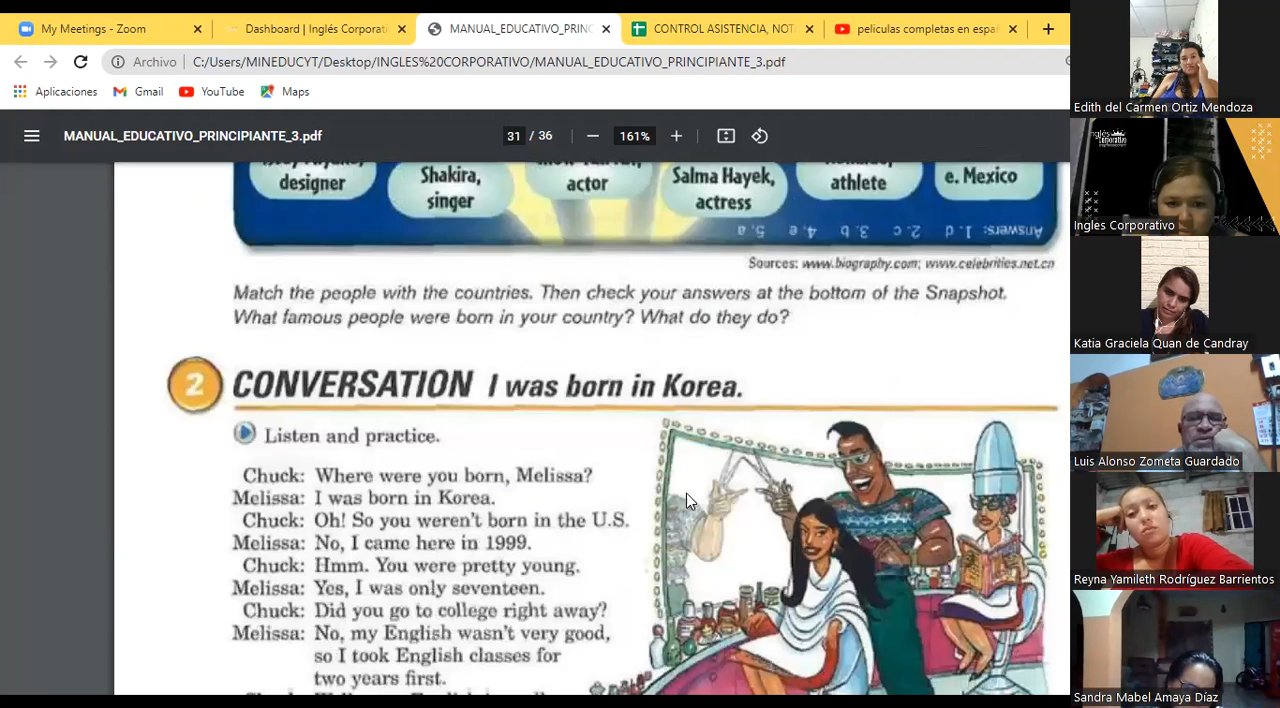 My Meetings - Zoom
Dashboard | Inglés Corporati
MANUAL_EDUCATIVO_PRINC
CONTROL ASISTENCIA, NOT
peliculas completas en espa
Archivo
C:/Users/MINEDUCYT/Desktop/INGLES%20CORPORATIVO/MANUAL_EDUCATIVO_PRINCIPIANTE_3.pdf
Aplicaciones Gmail YouTube Maps
MANUAL_EDUCATIVO_PRINCIPIANTE_3.pdf
31 / 36
161%
designer
Shakira,
singer
actor
Salma Hayek,
actress
athlete
e. Mexico
Answers: 1. d 2. c 3. b 4. e 5. a
Sources: www.biography.com; www.celebrities.net.cn
Match the people with the countries. Then check your answers at the bottom of the Snapshot.
What famous people were born in your country? What do they do?
2 CONVERSATION I was born in Korea.
Listen and practice.
Chuck: Where were you born, Melissa?
Melissa: I was born in Korea.
Chuck: Oh! So you weren't born in the U.S.
Melissa: No, I came here in 1999.
Chuck: Hmm. You were pretty young.
Melissa: Yes, I was only seventeen.
Chuck: Did you go to college right away?
Melissa: No, my English wasn't very good,
so I took English classes for
two years first.
Edith del Carmen Ortiz Mendoza
Inglés
Corporativo
Ingles Corporativo
Katia Graciela Quan de Candray
Luis Alonso Zometa Guardado
Reyna Yamileth Rodríguez Barrientos
Sandra Mabel Amaya Díaz